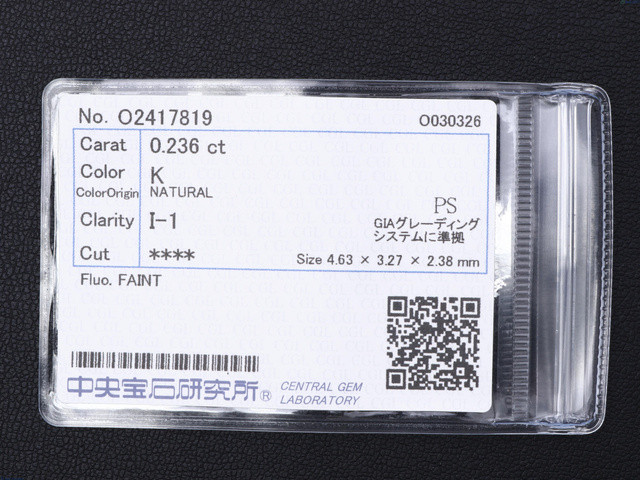 No. O2417819 O030326
Carat 0.236 ct
Color K
ColorOrigin NATURAL
Clarity I-1
PS
GIAグレーディング
システムに準拠
Cut **** Size 4.63 × 3.27 × 2.38 mm
Fluo. FAINT
中央宝石研究所® CENTRAL GEM
LABORATORY